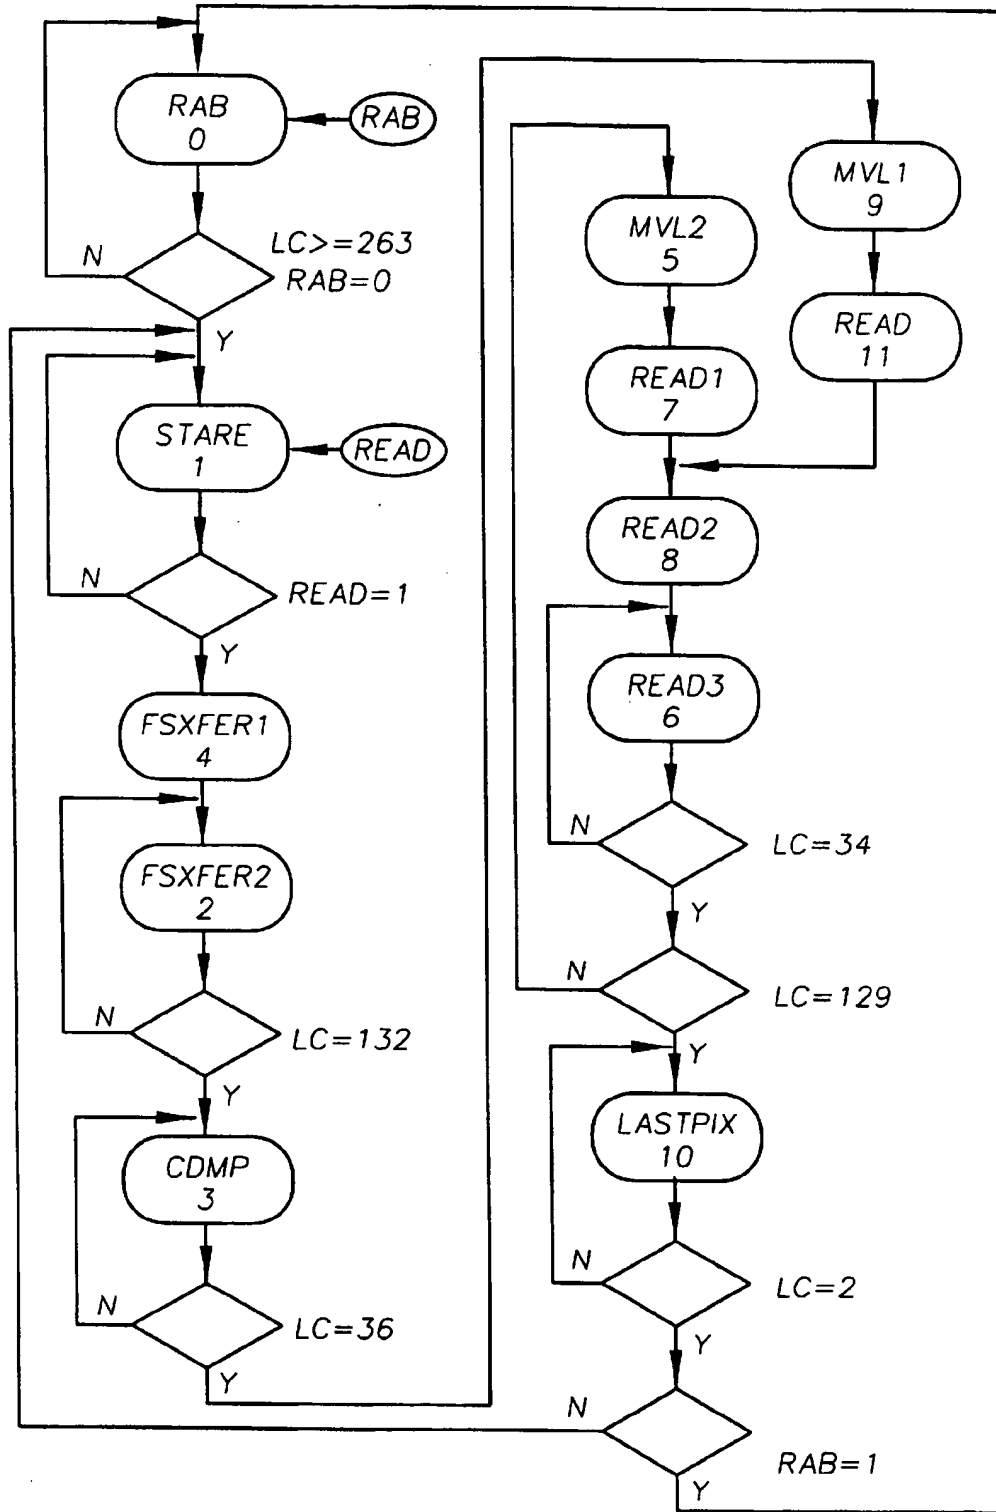 RAB
0
RAB
N
LC>=263
RAB=0
Y
STARE
1
READ
N
READ=1
Y
FSXFER1
4
FSXFER2
2
N
LC=132
Y
CDMP
3
N
LC=36
Y
MVL1
9
MVL2
5
READ
11
READ1
7
READ2
8
READ3
6
N
LC=34
Y
N
LC=129
Y
LASTPIX
10
N
LC=2
Y
N
RAB=1
Y